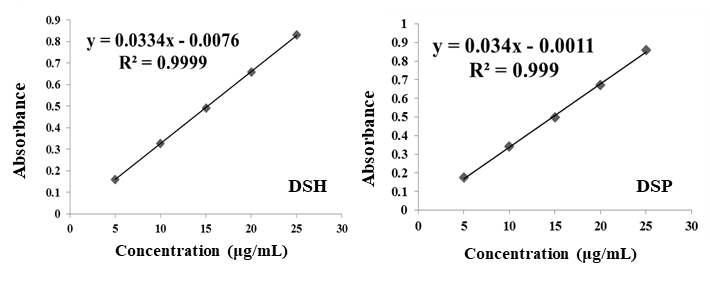 y = 0.0334x - 0.0076
R² = 0.9999
0.9
0.8
0.7
0.6
0.5
0.4
0.3
0.2
0.1
0
Absorbance
DSH
0 5 10 15 20 25 30
Concentration (µg/mL)
y = 0.034x - 0.0011
R² = 0.999
1
0.9
0.8
0.7
0.6
0.5
0.4
0.3
0.2
0.1
0
Absorbance
DSP
0 5 10 15 20 25 30
Concentration (µg/mL)